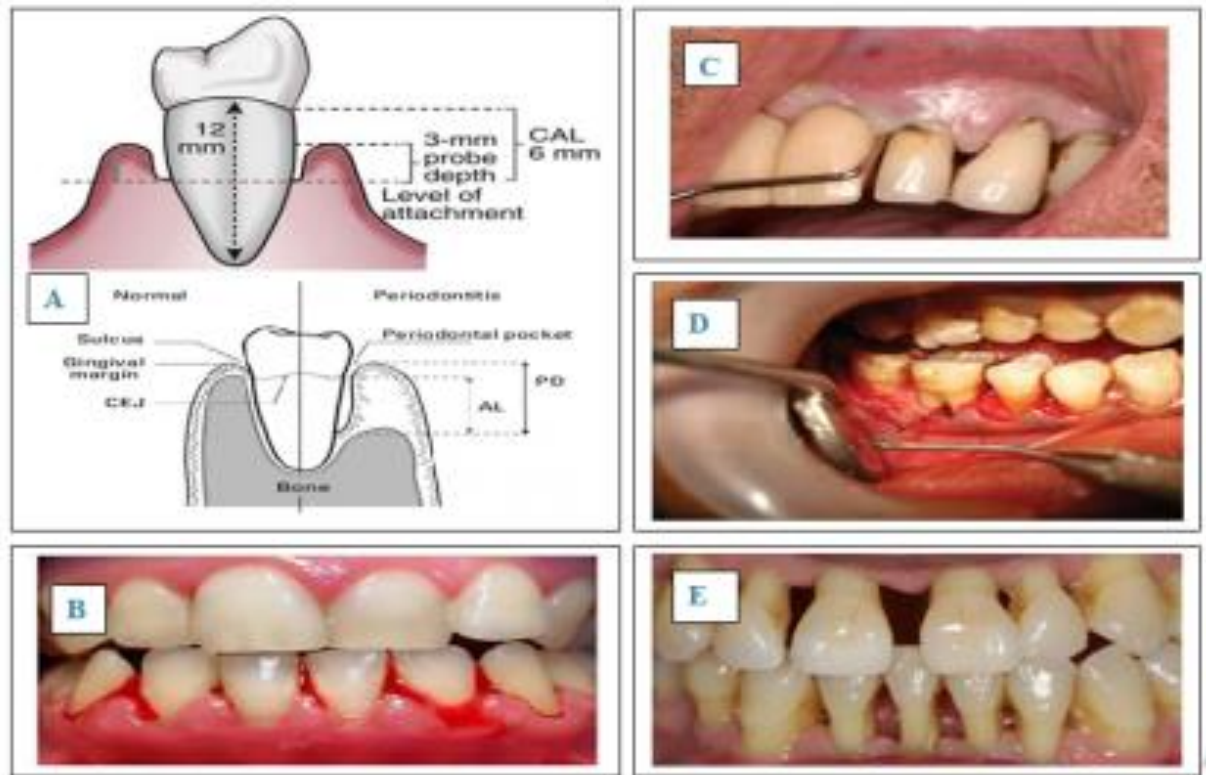 12
mm
3-mm
probe
depth
CAL
6 mm
Level of
attachment
A
Normal
Periodontitis
Sulcus
Gingival
margin
CEJ
Periodontal pocket
PD
AL
Bone
B
C
D
E